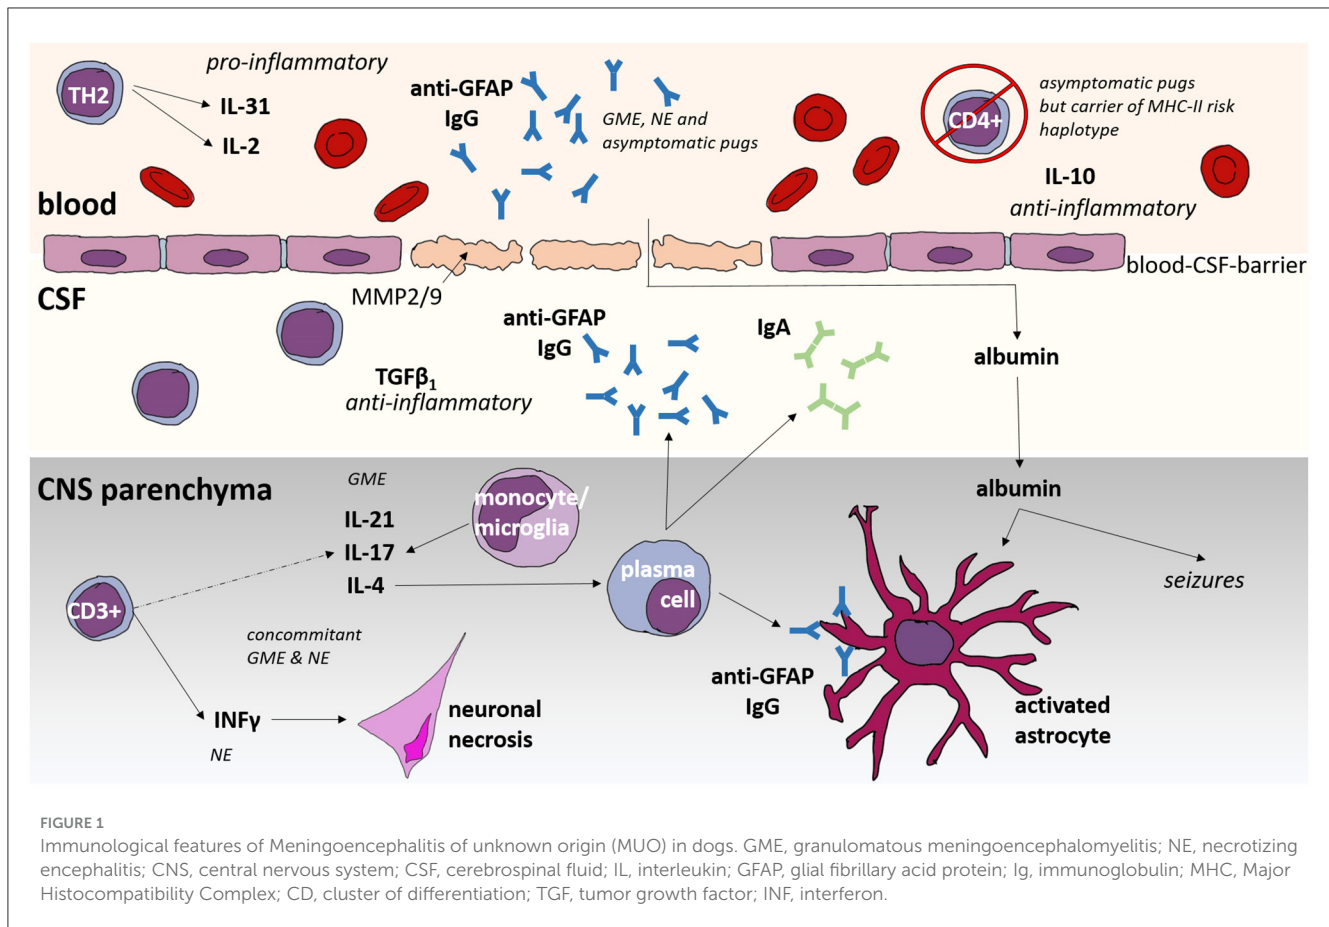 pro-inflammatory
TH2
IL-31
IL-2
anti-GFAP
IgG
GME, NE and
asymptomatic pugs
CD4+
asymptomatic pugs
but carrier of MHC-II risk
haplotype
IL-10
anti-inflammatory
blood
blood-CSF-barrier
CSF
MMP2/9
anti-GFAP
IgG
IgA
albumin
TGFβ₁
anti-inflammatory
CNS parenchyma
GME
IL-21
IL-17
IL-4
monocyte/
microglia
plasma
cell
albumin
seizures
CD3+
concommitant
GME & NE
INFγ
NE
neuronal
necrosis
anti-GFAP
IgG
activated
astrocyte
FIGURE 1
Immunological features of Meningoencephalitis of unknown origin (MUO) in dogs. GME, granulomatous meningoencephalomyelitis; NE, necrotizing
encephalitis; CNS, central nervous system; CSF, cerebrospinal fluid; IL, interleukin; GFAP, glial fibrillary acid protein; Ig, immunoglobulin; MHC, Major
Histocompatibility Complex; CD, cluster of differentiation; TGF, tumor growth factor; INF, interferon.